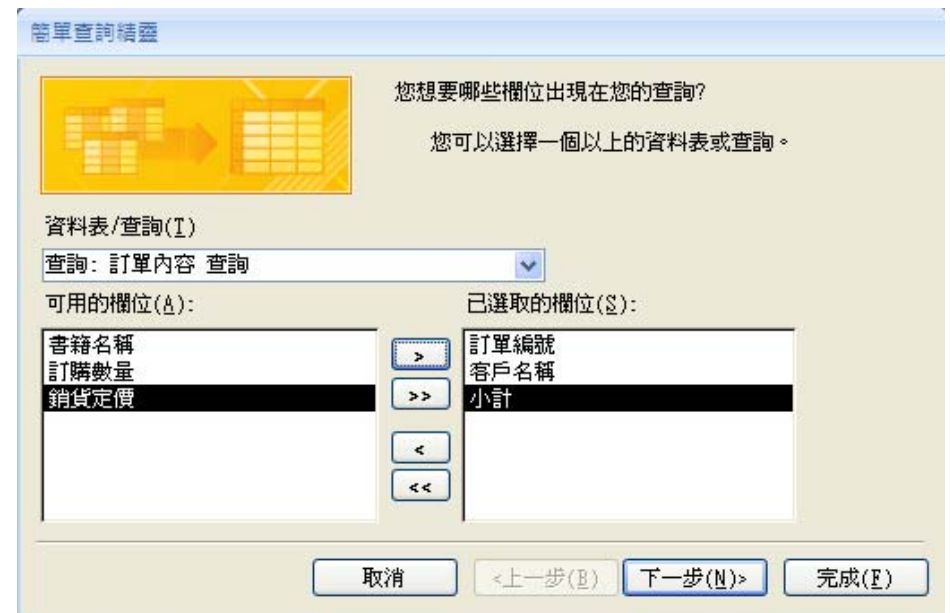 簡單查詢精靈
您想要哪些欄位出現在您的查詢?
您可以選擇一個以上的資料表或查詢。
資料表/查詢(T)
查詢: 訂單內容 查詢
可用的欄位(A):
已選取的欄位(S):
書籍名稱
訂購數量
銷貨定價
>
>>
<
<<
訂單編號
客戶名稱
小計
取消
<上一步(B)
下一步(N)>
完成(F)